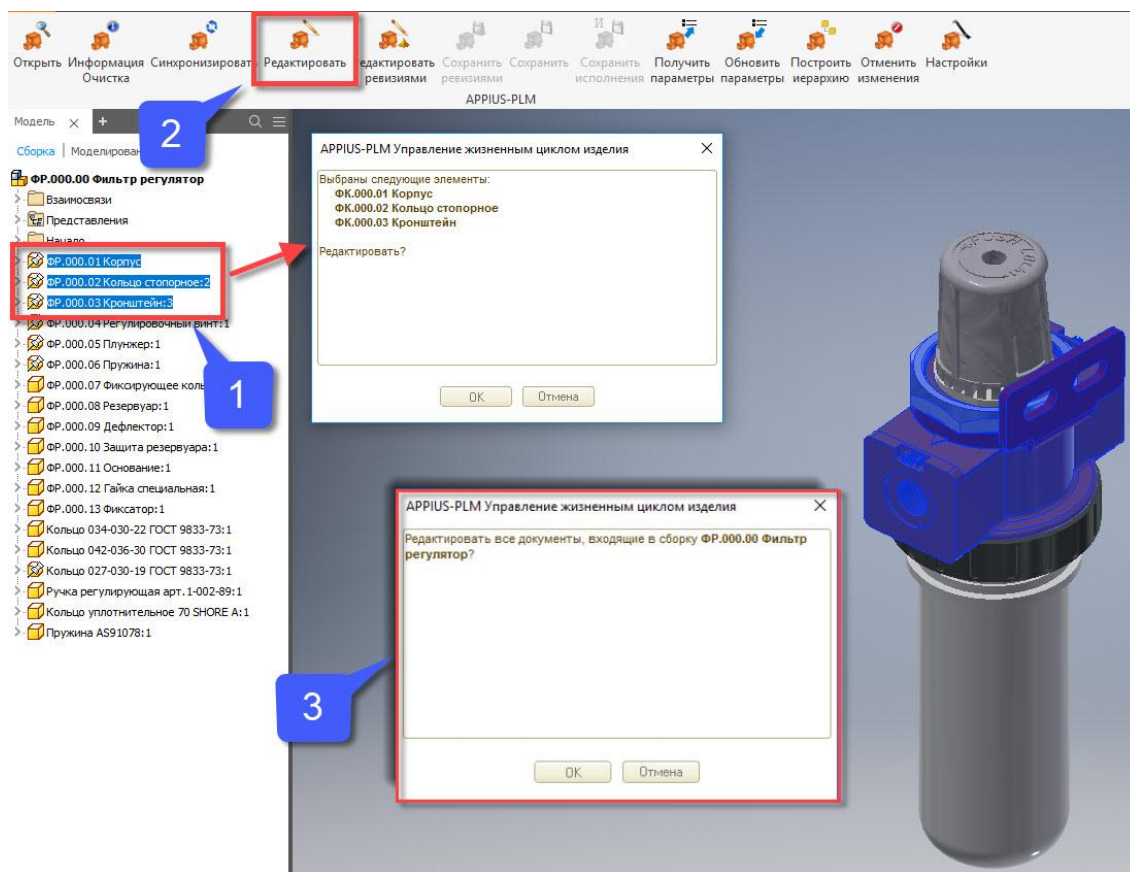 Открыть Информация Синхронизировать Редактировать Редактировать Сохранить Сохранить Сохранить Получить Обновить Построить Отменить Настройки
Очистка ревизиями ревизиями исполнения параметры параметры иерархию изменения
APPIUS-PLM
Модель × +
2
Сборка | Моделирован
ФР.000.00 Фильтр регулятор
Взаимосвязи
Представления
Начало
ФР.000.01 Корпус
ФР.000.02 Кольцо стопорное:2
ФР.000.03 Кронштейн:3
ФР.000.04 Регулировочный винт:1
ФР.000.05 Плунжер:1
ФР.000.06 Пружина:1
ФР.000.07 Фиксирующее коль
ФР.000.08 Резервуар:1
ФР.000.09 Дефлектор:1
ФР.000.10 Защита резервуара:1
ФР.000.11 Основание:1
ФР.000.12 Гайка специальная:1
ФР.000.13 Фиксатор:1
Кольцо 034-030-22 ГОСТ 9833-73:1
Кольцо 042-036-30 ГОСТ 9833-73:1
Кольцо 027-030-19 ГОСТ 9833-73:1
Ручка регулирующая арт.1-002-89:1
Кольцо уплотнительное 70 SHORE A:1
Пружина AS91078:1
1
APPIUS-PLM Управление жизненным циклом изделия
Выбраны следующие элементы:
ФК.000.01 Корпус
ФК.000.02 Кольцо стопорное
ФК.000.03 Кронштейн
Редактировать?
OK Отмена
APPIUS-PLM Управление жизненным циклом изделия
Редактировать все документы, входящие в сборку ФР.000.00 Фильтр
регулятор?
OK Отмена
3
PUSH